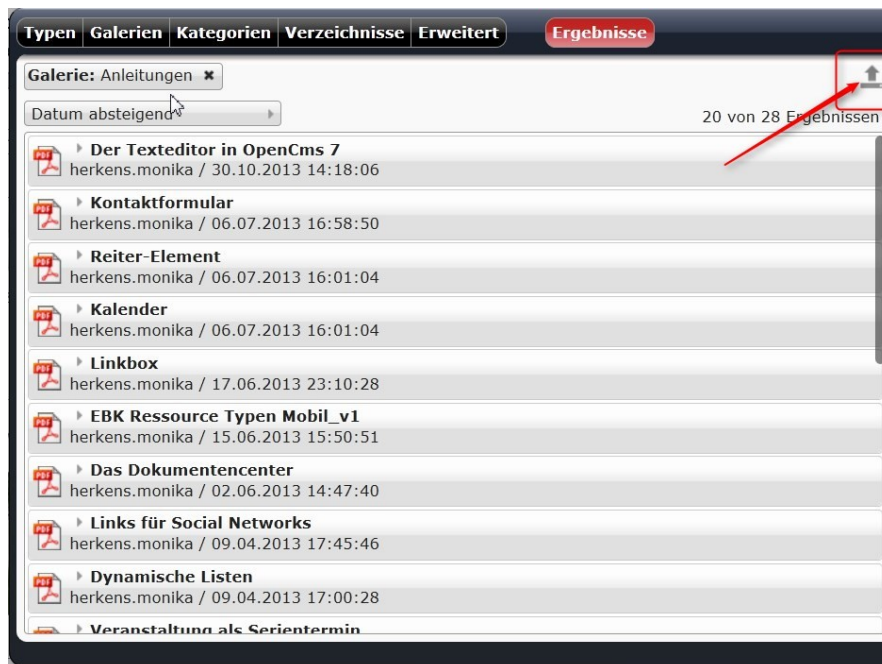 Typen Galerien Kategorien Verzeichnisse Erweitert Ergebnisse
Galerie: Anleitungen ✖
Datum absteigend
20 von 28 Ergebnissen
PDF Der Texteditor in OpenCms 7
herkens.monika / 30.10.2013 14:18:06
PDF Kontaktformular
herkens.monika / 06.07.2013 16:58:50
PDF Reiter-Element
herkens.monika / 06.07.2013 16:01:04
PDF Kalender
herkens.monika / 06.07.2013 16:01:04
PDF Linkbox
herkens.monika / 17.06.2013 23:10:28
PDF EBK Ressource Typen Mobil_v1
herkens.monika / 15.06.2013 15:50:51
PDF Das Dokumentencenter
herkens.monika / 02.06.2013 14:47:40
PDF Links für Social Networks
herkens.monika / 09.04.2013 17:45:46
PDF Dynamische Listen
herkens.monika / 09.04.2013 17:00:28
Veranstaltung als Serientermin